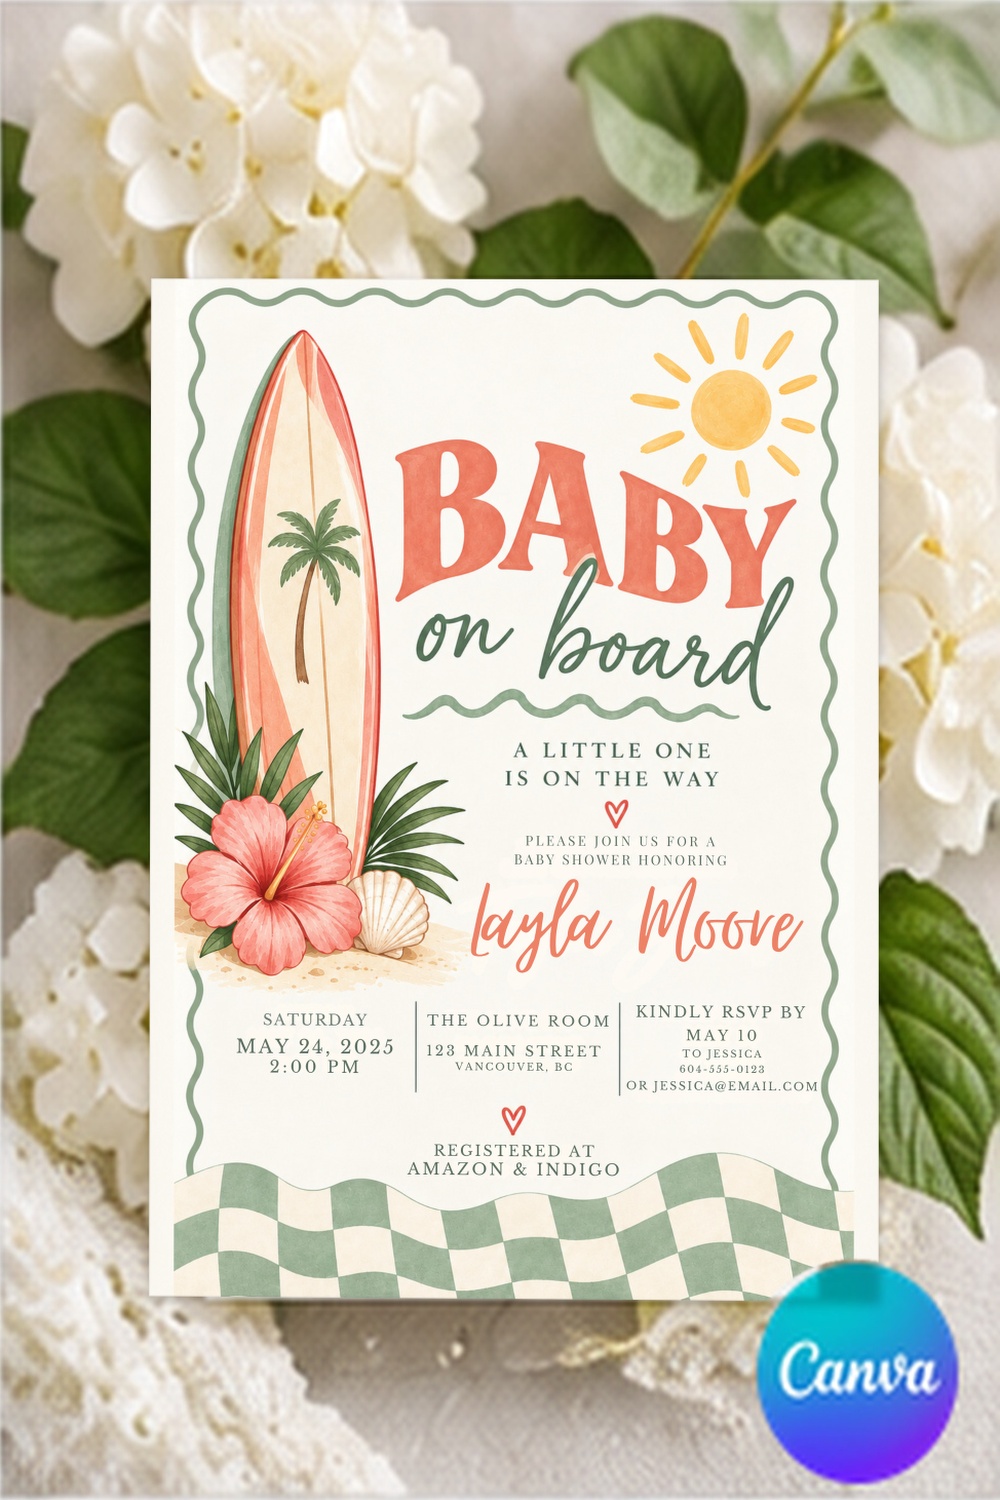 BABY
on board
A LITTLE ONE
IS ON THE WAY
PLEASE JOIN US FOR A
BABY SHOWER HONORING
Layla Moore
SATURDAY
MAY 24, 2025
2:00 PM
THE OLIVE ROOM
123 MAIN STREET
VANCOUVER, BC
KINDLY RSVP BY
MAY 10
TO JESSICA
604-555-0123
OR JESSICA@EMAIL.COM
REGISTERED AT
AMAZON & INDIGO
Canva